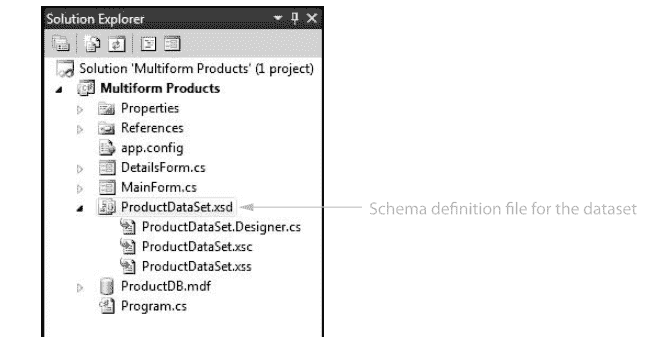 Solution Explorer
Solution 'Multiform Products' (1 project)
Multiform Products
Properties
References
app.config
DetailsForm.cs
MainForm.cs
ProductDataSet.xsd
Schema definition file for the dataset
ProductDataSet.Designer.cs
ProductDataSet.xsc
ProductDataSet.xss
ProductDB.mdf
Program.cs